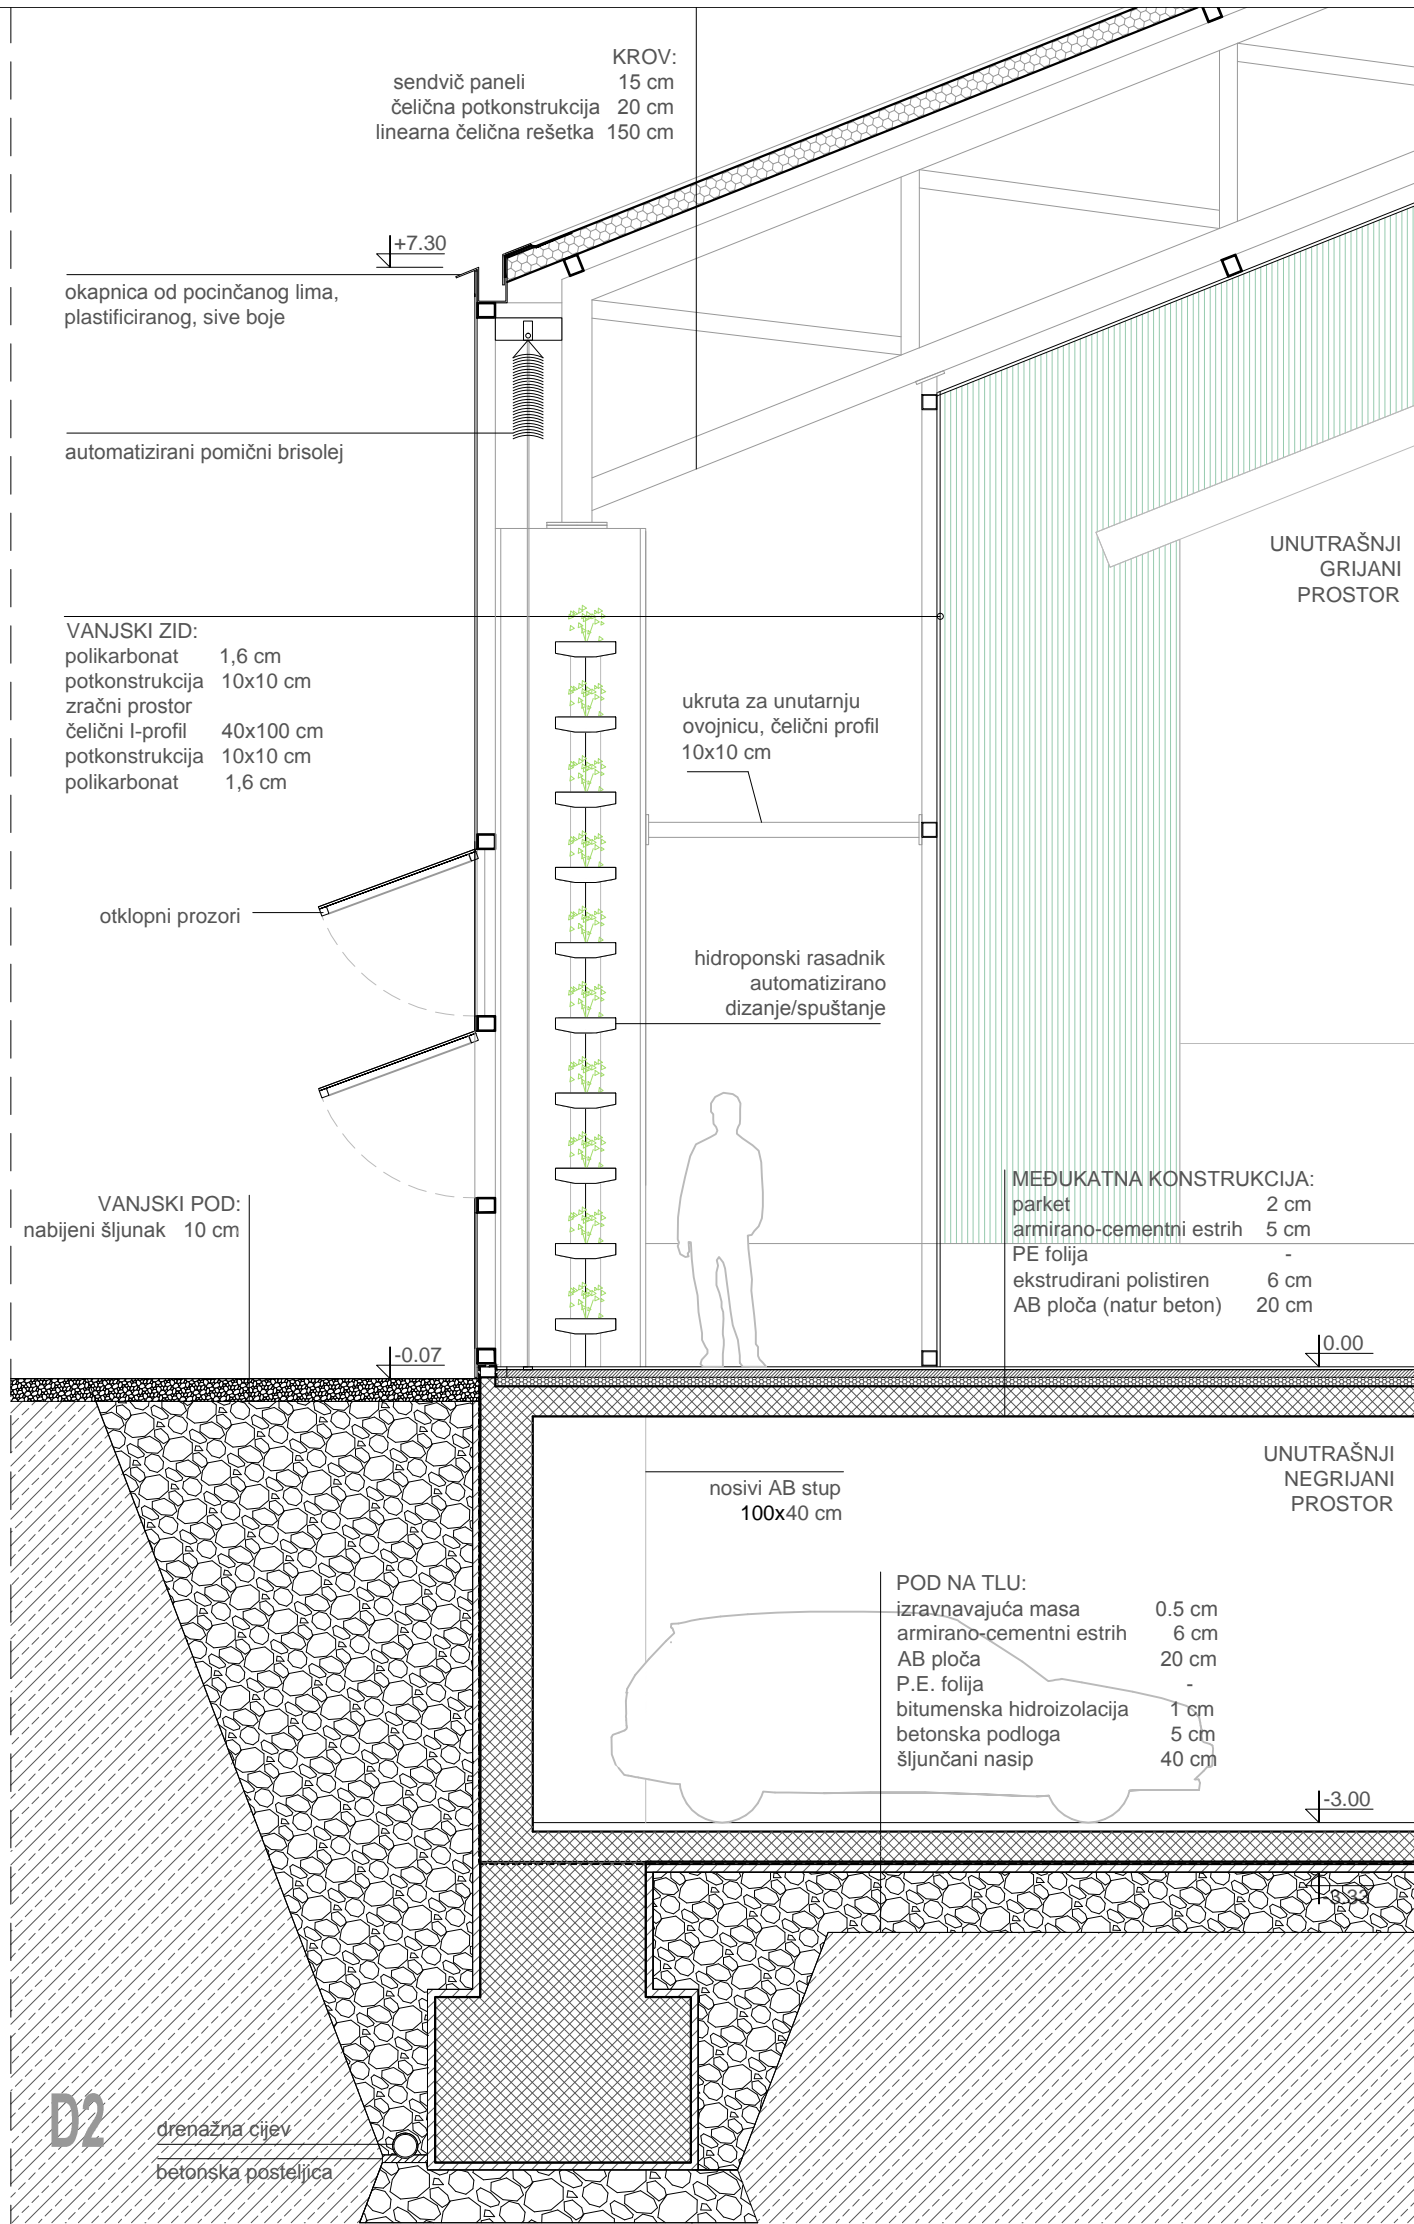 KROV:
sendvič paneli 15 cm
čelična potkonstrukcija 20 cm
linearna čelična rešetka 150 cm
+7.30
okapnica od pocinčanog lima,
plastificiranog, sive boje
automatizirani pomični brisolej
UNUTRAŠNJI
GRIJANI
PROSTOR
VANJSKI ZID:
polikarbonat 1,6 cm
potkonstrukcija 10x10 cm
zračni prostor
čelični I-profil 40x100 cm
potkonstrukcija 10x10 cm
polikarbonat 1,6 cm
ukruta za unutarnju
ovojnicu, čelični profil
10x10 cm
otklopni prozori
hidroponski rasadnik
automatizirano
dizanje/spuštanje
VANJSKI POD:
nabijeni šljunak 10 cm
MEĐUKATNA KONSTRUKCIJA:
parket 2 cm
armirano-cementni estrih 5 cm
PE folija -
ekstrudirani polistiren 6 cm
AB ploča (natur beton) 20 cm
-0.07
0.00
UNUTRAŠNJI
NEGRIJANI
PROSTOR
nosivi AB stup
100x40 cm
POD NA TLU:
izravnavajuća masa 0.5 cm
armirano-cementni estrih 6 cm
AB ploča 20 cm
P.E. folija -
bitumenska hidroizolacija 1 cm
betonska podloga 5 cm
šljunčani nasip 40 cm
-3.00
-3.33
D2
drenažna cijev
betonska posteljica